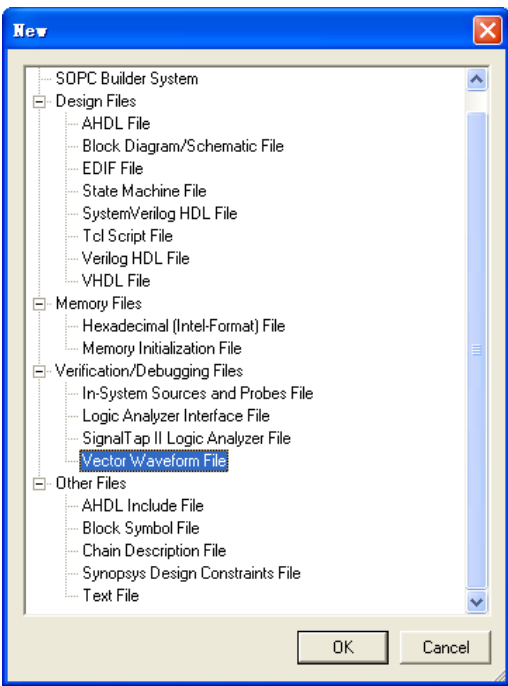 New
SOPC Builder System
Design Files
AHDL File
Block Diagram/Schematic File
EDIF File
State Machine File
SystemVerilog HDL File
Tcl Script File
Verilog HDL File
VHDL File
Memory Files
Hexadecimal (Intel-Format) File
Memory Initialization File
Verification/Debugging Files
In-System Sources and Probes File
Logic Analyzer Interface File
SignalTap II Logic Analyzer File
Vector Waveform File
Other Files
AHDL Include File
Block Symbol File
Chain Description File
Synopsys Design Constraints File
Text File
OK Cancel